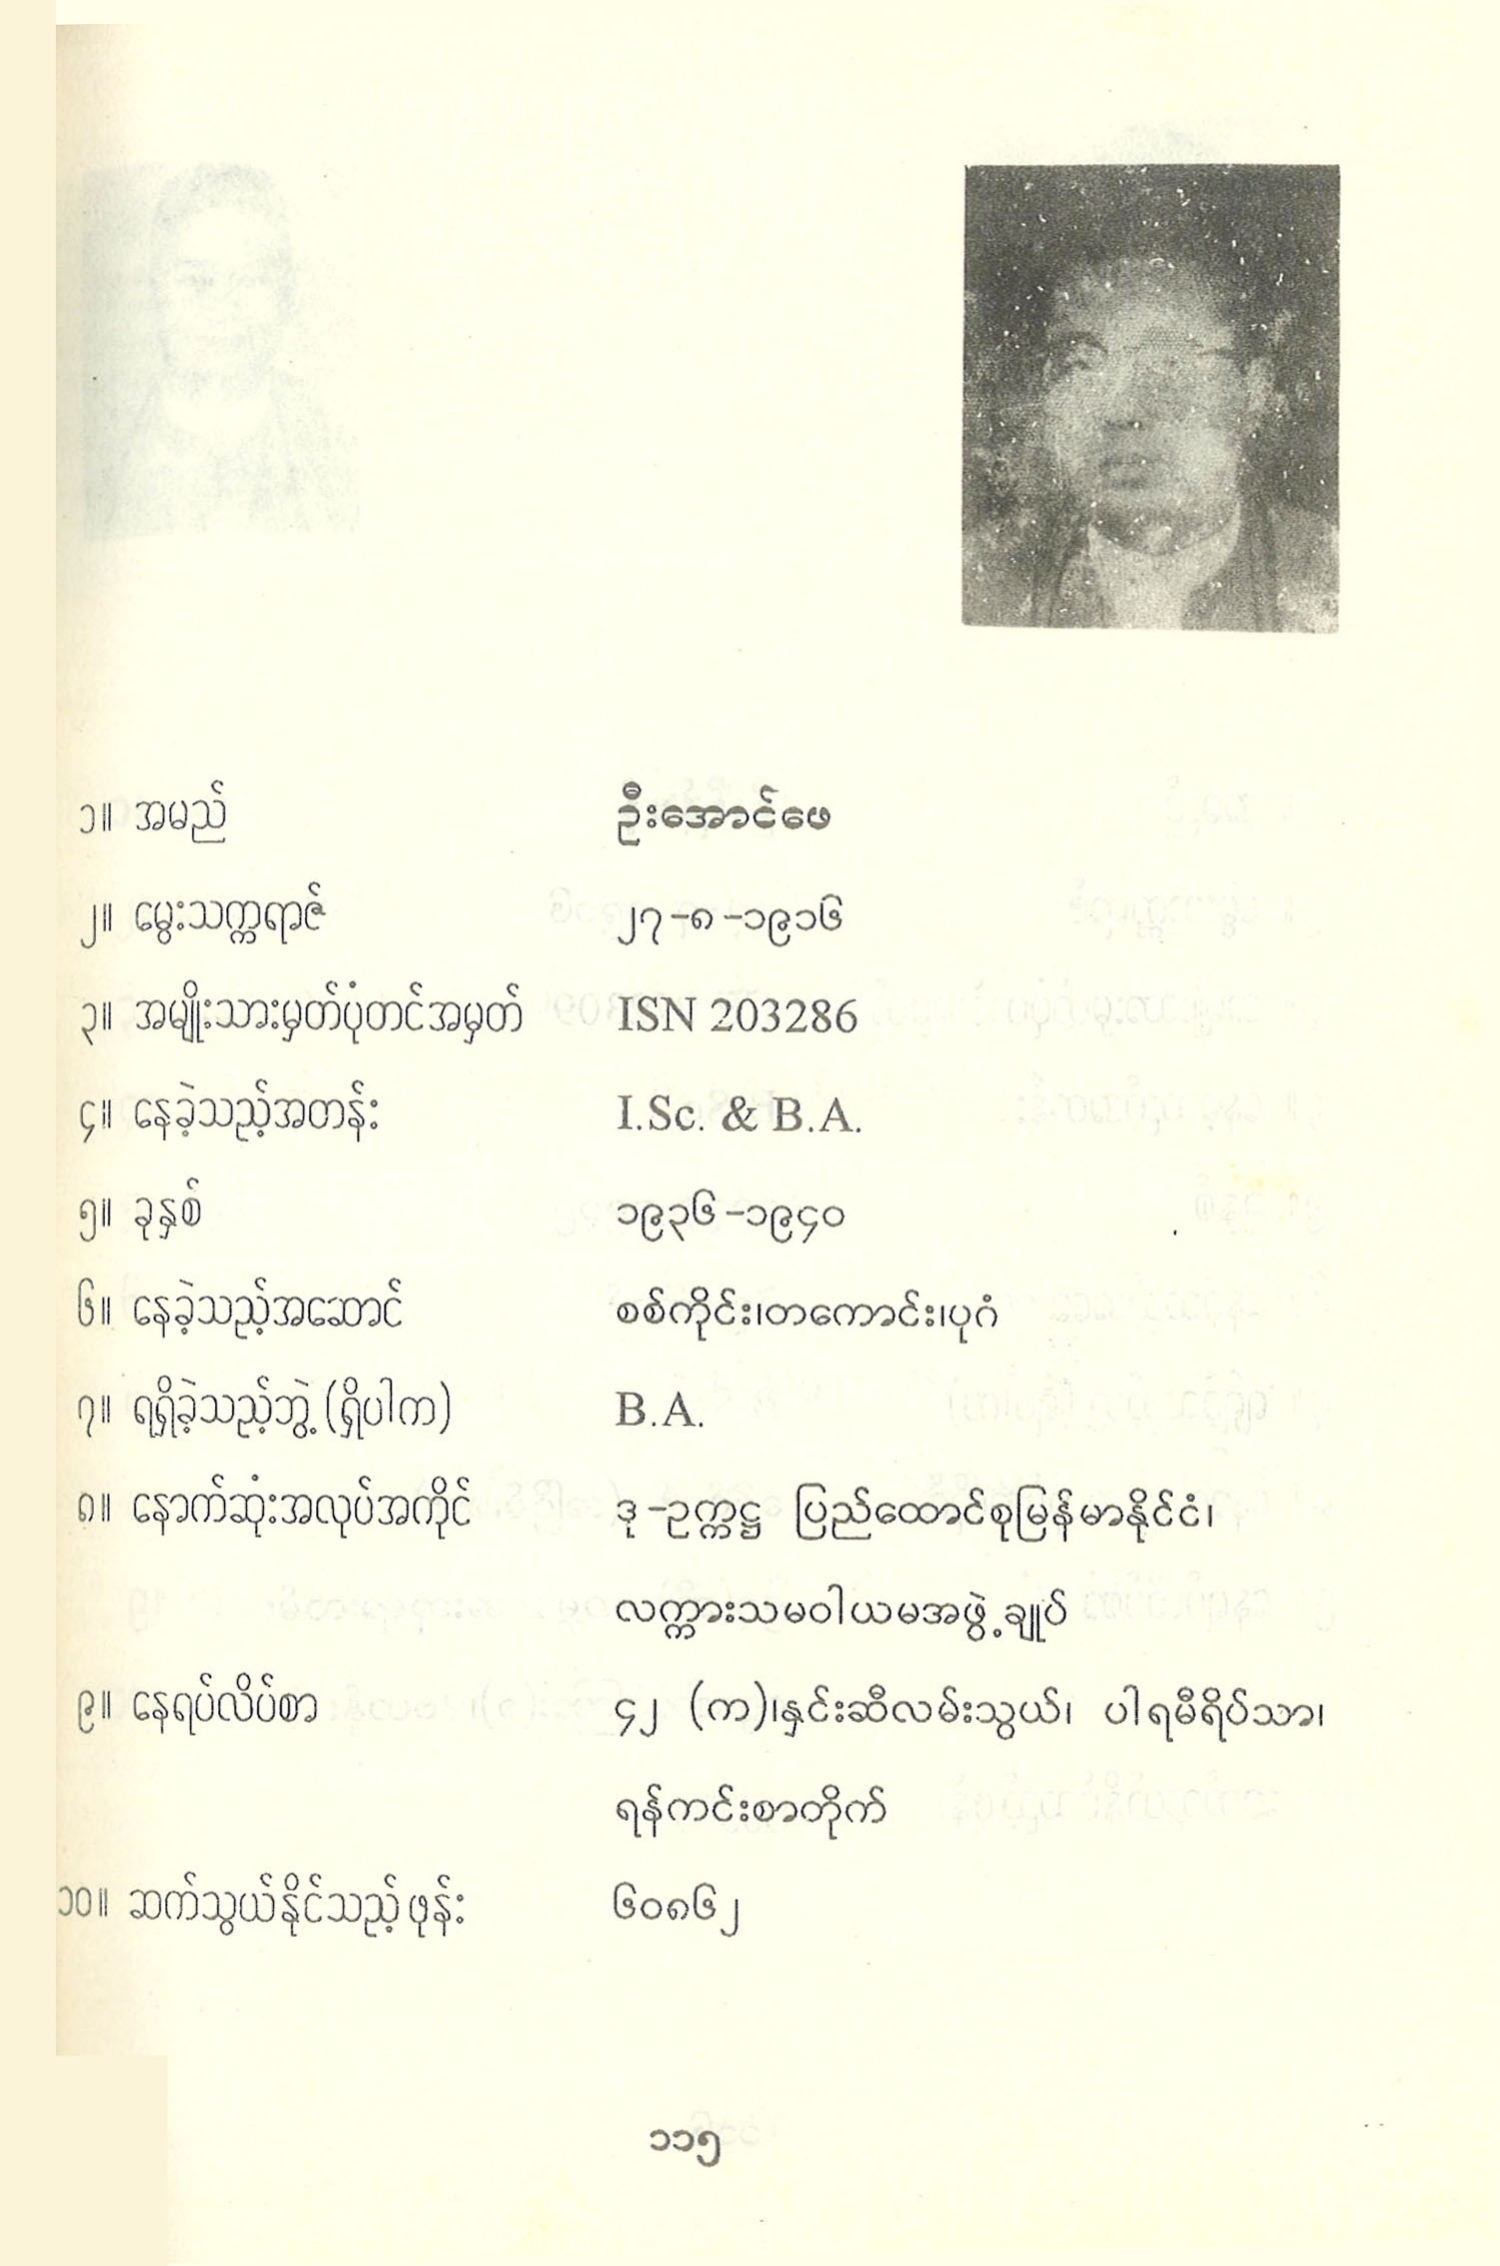 ၁။ အမည် ဦးအောင်ဖေ
၂။ မွေးသက္ကရာဇ် ၂၇-၈-၁၉၁၆
၃။ အမျိုးသားမှတ်ပုံတင်အမှတ် ISN 203286
၄။ နေခဲ့သည့်အတန်း I.Sc. & B.A.
၅။ ခုနှစ် ၁၉၃၆-၁၉၄၀
၆။ နေခဲ့သည့်အဆောင် စစ်ကိုင်း၊တကောင်း၊ပုဂံ
၇။ ရရှိခဲ့သည့်ဘွဲ့ (ရှိပါက) B.A.
၈။ နောက်ဆုံးအလုပ်အကိုင် ဒု-ဥက္ကဋ္ဌ ပြည်ထောင်စုမြန်မာနိုင်ငံ၊
လက္ကားသမဝါယမအဖွဲ့ချုပ်
၉။ နေရပ်လိပ်စာ ၄၂ (က)၊နှင်းဆီလမ်းသွယ်၊ ပါရမီရိပ်သာ၊
ရန်ကင်းစာတိုက်
၁၀။ ဆက်သွယ်နိုင်သည့်ဖုန်း ၆၀၈၆၂
၁၁၅